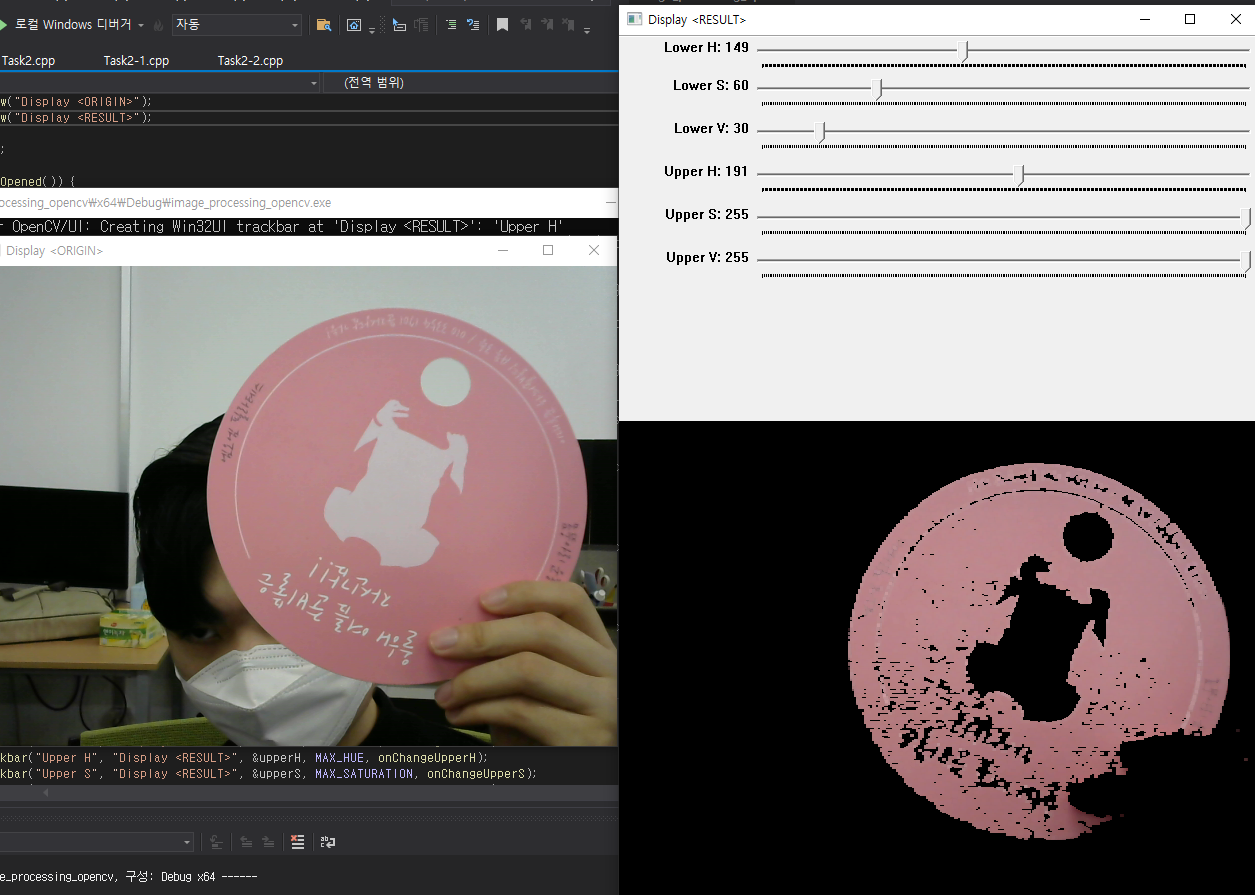 로컬 Windows 디버거
자동
Task2.cpp
Task2-1.cpp
Task2-2.cpp
(전역 범위)
w("Display <ORIGIN>");
w("Display <RESULT>");
;
Opened()) {
ocessing_opencv₩x64₩Debug₩image_processing_opencv.exe
r OpenCV/UI: Creating Win32UI trackbar at 'Display <RESULT>': 'Upper H'
Display <ORIGIN>
kbar("Upper H", "Display <RESULT>", &upperH, MAX_HUE, onChangeUpperH);
kbar("Upper S", "Display <RESULT>", &upperS, MAX_SATURATION, onChangeUpperS);
e_processing_opencv, 구성: Debug x64 ------
Display <RESULT>
Lower H: 149
Lower S: 60
Lower V: 30
Upper H: 191
Upper S: 255
Upper V: 255